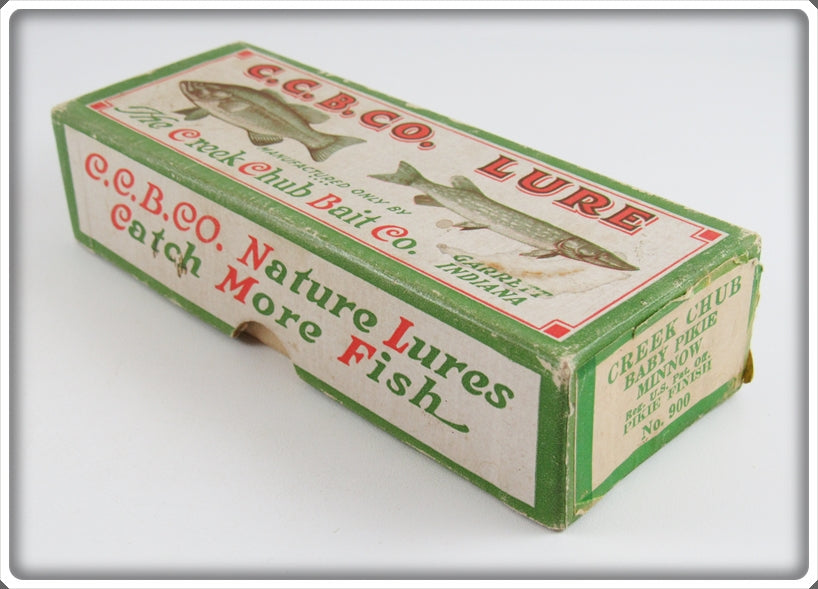 C.C.B.CO. LURE
MANUFACTURED ONLY BY
The Creek Chub Bait Co.
GARRETT
INDIANA
C.C.B.CO. Nature Lures
Catch More Fish
CREEK CHUB
BABY PIKIE
MINNOW
Reg. U.S. Pat. Off.
PIKIE FINISH
No. 900